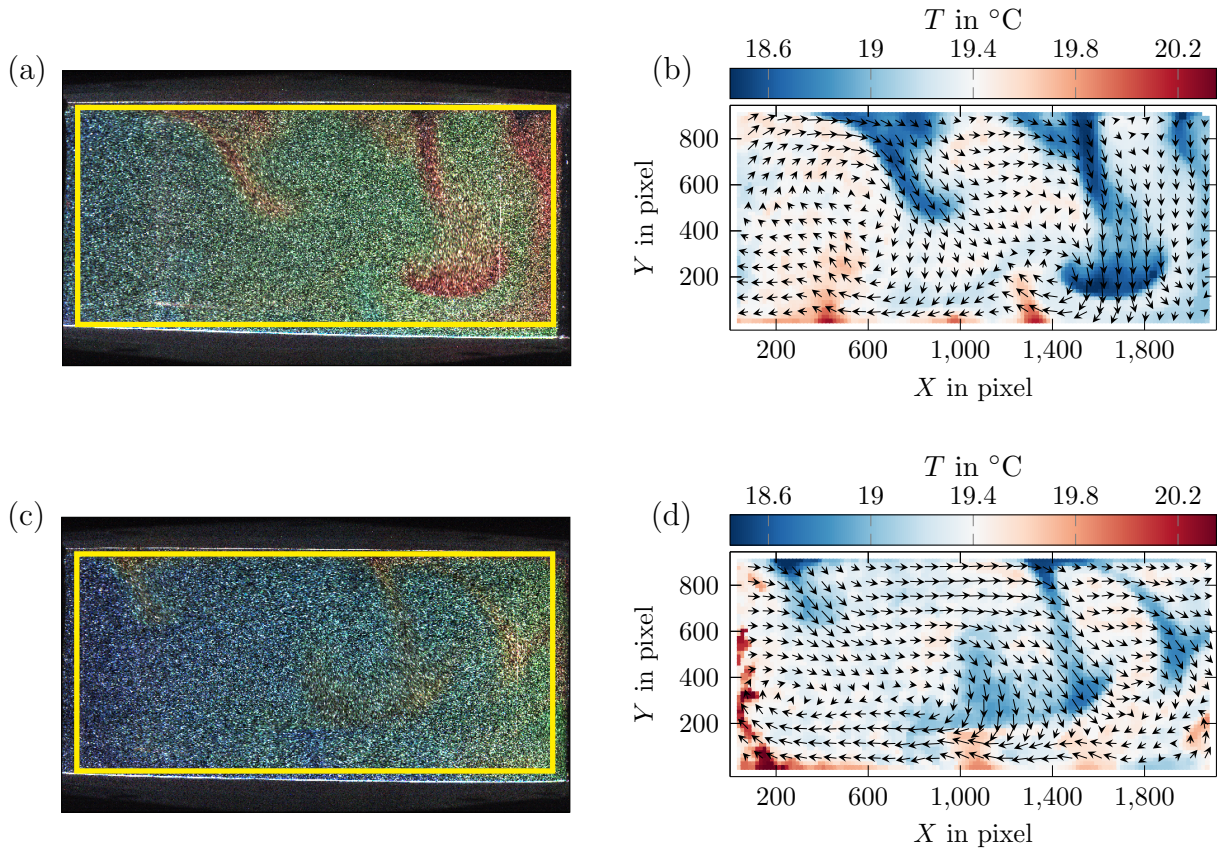 (a)
(b)
T in °C
18.6 19 19.4 19.8 20.2
800
600
400
200
Y in pixel
200 600 1,000 1,400 1,800
X in pixel
(c)
(d)
T in °C
18.6 19 19.4 19.8 20.2
800
600
400
200
Y in pixel
200 600 1,000 1,400 1,800
X in pixel